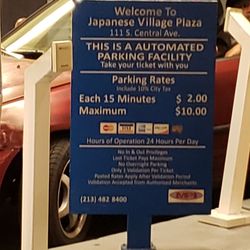 Welcome To
Japanese Village Plaza
111 S. Central Ave.
THIS IS A AUTOMATED
PARKING FACILITY
Take your ticket with you
Parking Rates
Include 10% City Tax
Each 15 Minutes $ 2.00
Maximum $10.00
Hours of Operation 24 Hours Per Day
No In & Out Privileges
Lost Ticket Pays Maximum
No Overnight Parking
Only 1 Validation Per Ticket
Posted Rates Apply After Validation Period
Validation Accepted from Authorized Merchants
(213) 482 8400